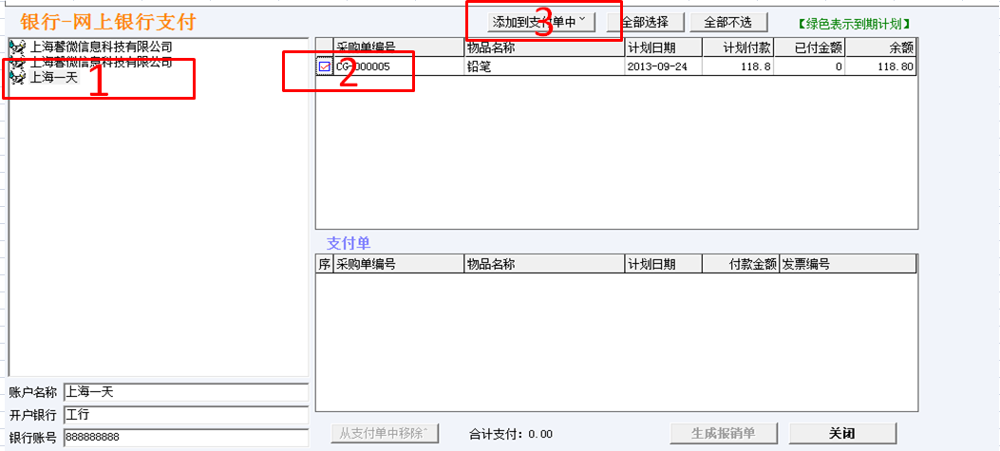 银行-网上银行支付
添加到支付单中ˇ 全部选择 全部不选 【绿色表示到期计划】
3
上海馨微信息科技有限公司
上海馨微信息科技有限公司
上海一天
1
采购单编号 物品名称 计划日期 计划付款 已付金额 余额
CG-000005 铅笔 2013-09-24 118.8 0 118.80
2
支付单
序 采购单编号 物品名称 计划日期 付款金额 发票编号
账户名称 上海一天
开户银行 工行
银行账号 888888888
从支付单中移除ˆ 合计支付: 0.00 生成报销单 关闭